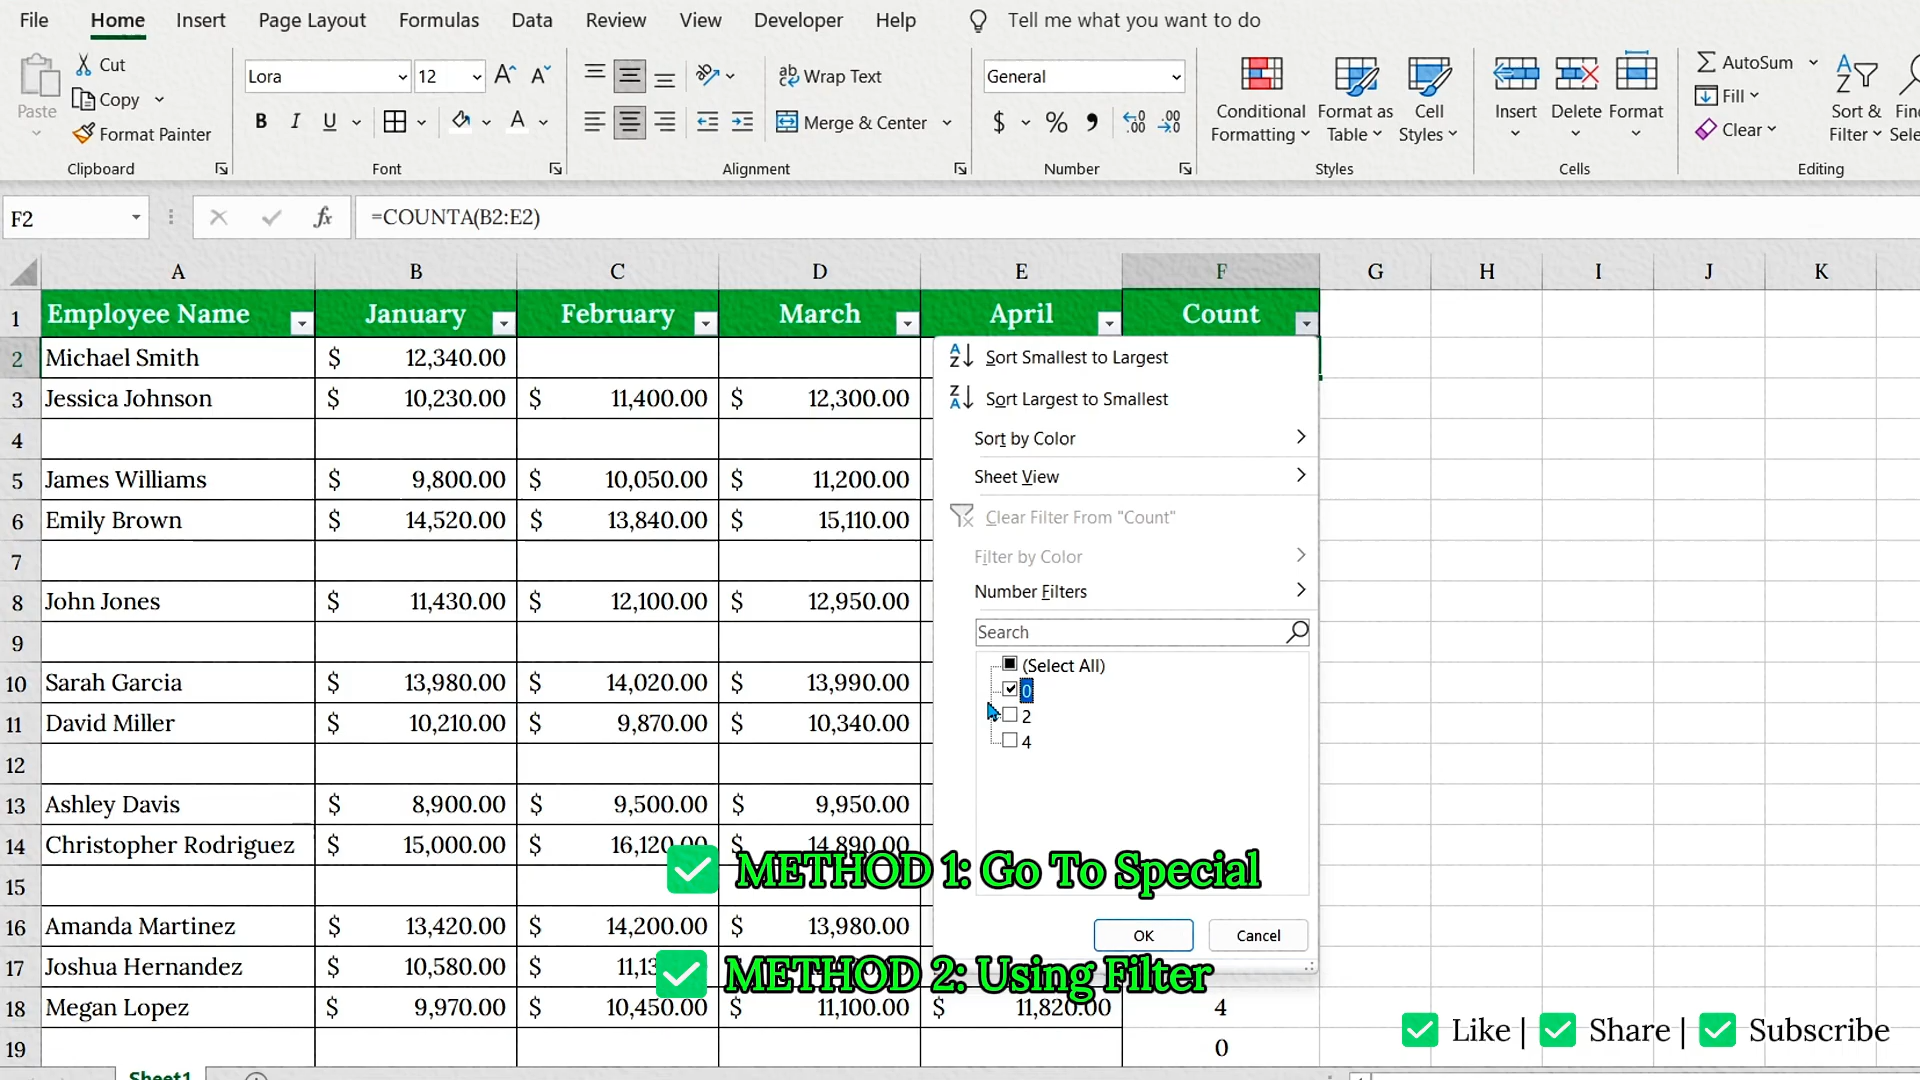 File Home Insert Page Layout Formulas Data Review View Developer Help Tell me what you want to do
Paste
Cut
Copy
Format Painter
Clipboard
Lora 12
B I U
Font
Wrap Text
Merge & Center
Alignment
General
$ % ,
Number
Conditional Formatting
Format as Table
Cell Styles
Styles
Insert Delete Format
Cells
AutoSum
Fill
Clear
Sort & Filter
Editing
F2 fx =COUNTA(B2:E2)
A B C D E F G H I J K
1 Employee Name January February March April Count
2 Michael Smith $ 12,340.00
3 Jessica Johnson $ 10,230.00 $ 11,400.00 $ 12,300.00
4
5 James Williams $ 9,800.00 $ 10,050.00 $ 11,200.00
6 Emily Brown $ 14,520.00 $ 13,840.00 $ 15,110.00
7
8 John Jones $ 11,430.00 $ 12,100.00 $ 12,950.00
9
10 Sarah Garcia $ 13,980.00 $ 14,020.00 $ 13,990.00
11 David Miller $ 10,210.00 $ 9,870.00 $ 10,340.00
12
13 Ashley Davis $ 8,900.00 $ 9,500.00 $ 9,950.00
14 Christopher Rodriguez $ 15,000.00 $ 16,120.00 $ 14,890.00
15
16 Amanda Martinez $ 13,420.00 $ 14,200.00 $ 13,980.00
17 Joshua Hernandez $ 10,580.00 $
18 Megan Lopez $ 9,970.00 $ 10,450.00 $ 11,100.00 $ 11,820.00 4
19 0
Sort Smallest to Largest
Sort Largest to Smallest
Sort by Color
Sheet View
Clear Filter From "Count"
Filter by Color
Number Filters
Search
(Select All)
0
2
4
OK Cancel
METHOD 1: Go To Special
METHOD 2: Using Filter
Like | Share | Subscribe
Sheet1